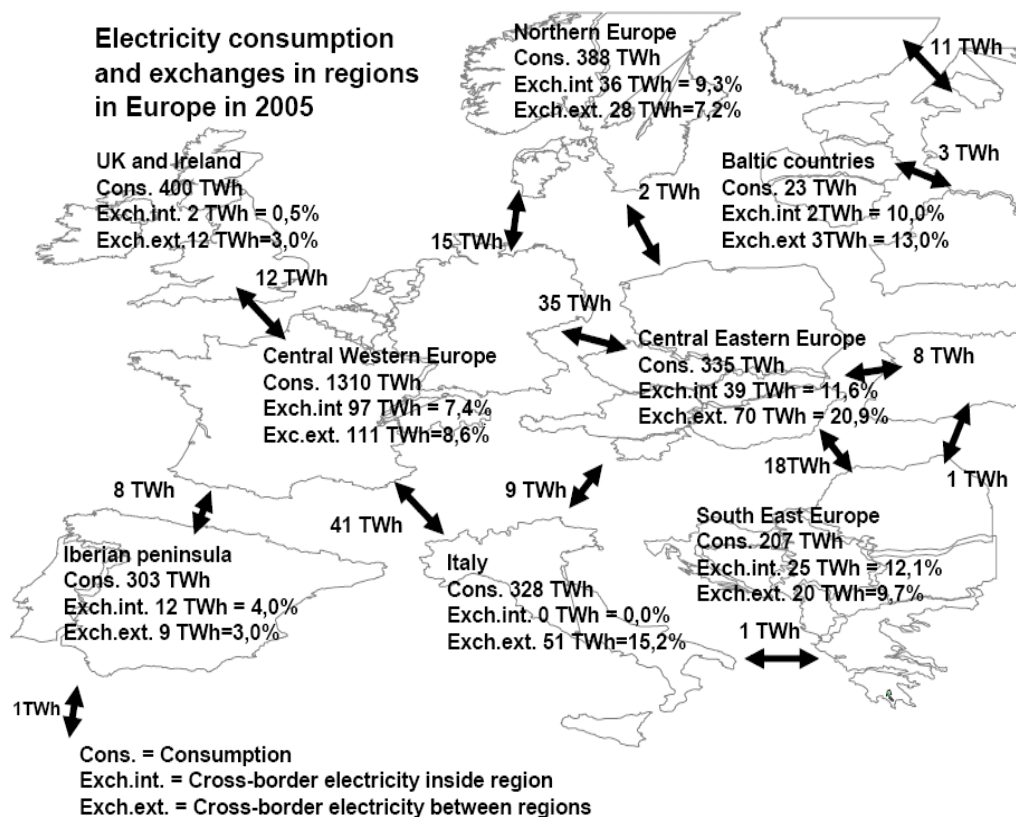 Electricity consumption
and exchanges in regions
in Europe in 2005
Northern Europe
Cons. 388 TWh
Exch.int 36 TWh = 9,3%
Exch.ext. 28 TWh=7,2%
11 TWh
UK and Ireland
Cons. 400 TWh
Exch.int. 2 TWh = 0,5%
Exch.ext.12 TWh=3,0%
Baltic countries
Cons. 23 TWh
Exch.int 2TWh = 10,0%
Exch.ext 3TWh = 13,0%
3 TWh
2 TWh
15 TWh
12 TWh
35 TWh
Central Western Europe
Cons. 1310 TWh
Exch.int 97 TWh = 7,4%
Exc.ext. 111 TWh=8,6%
Central Eastern Europe
Cons. 335 TWh
Exch.int 39 TWh = 11,6%
Exch.ext. 70 TWh = 20,9%
8 TWh
18TWh
1 TWh
8 TWh
41 TWh
9 TWh
Iberian peninsula
Cons. 303 TWh
Exch.int. 12 TWh = 4,0%
Exch.ext. 9 TWh=3,0%
Italy
Cons. 328 TWh
Exch.int. 0 TWh = 0,0%
Exch.ext. 51 TWh=15,2%
South East Europe
Cons. 207 TWh
Exch.int. 25 TWh = 12,1%
Exch.ext. 20 TWh=9,7%
1 TWh
1TWh
Cons. = Consumption
Exch.int. = Cross-border electricity inside region
Exch.ext. = Cross-border electricity between regions